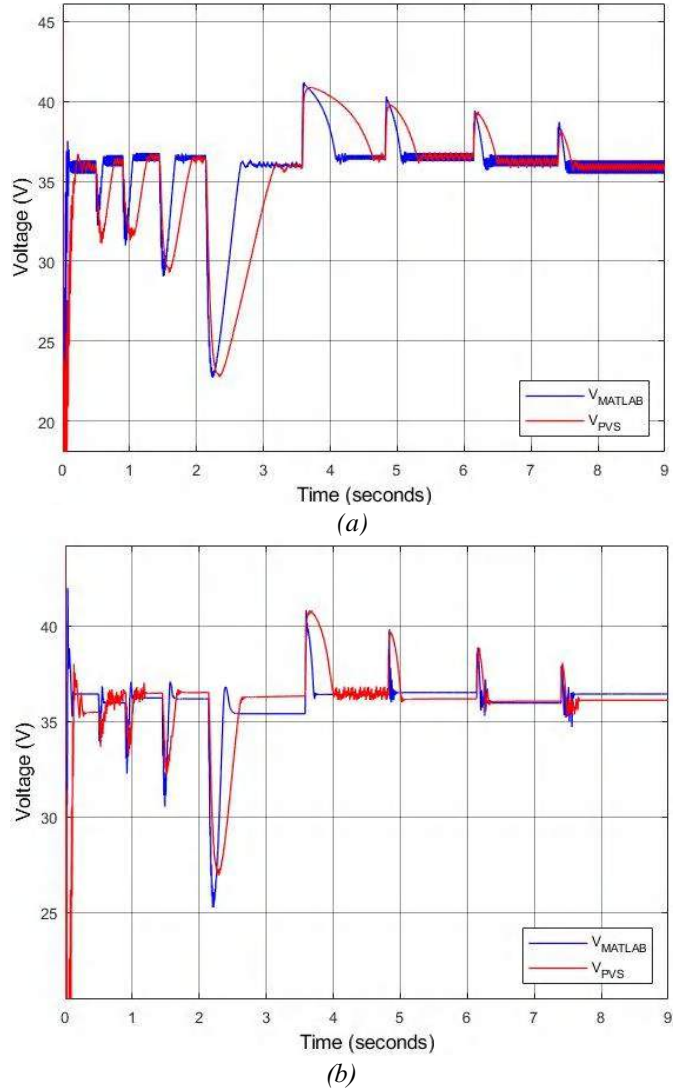 45
40
35
30
25
20
Voltage (V)
V_MATLAB
V_PVS
0 1 2 3 4 5 6 7 8 9
Time (seconds)
(a)
40
35
30
25
Voltage (V)
V_MATLAB
V_PVS
0 1 2 3 4 5 6 7 8 9
Time (seconds)
(b)